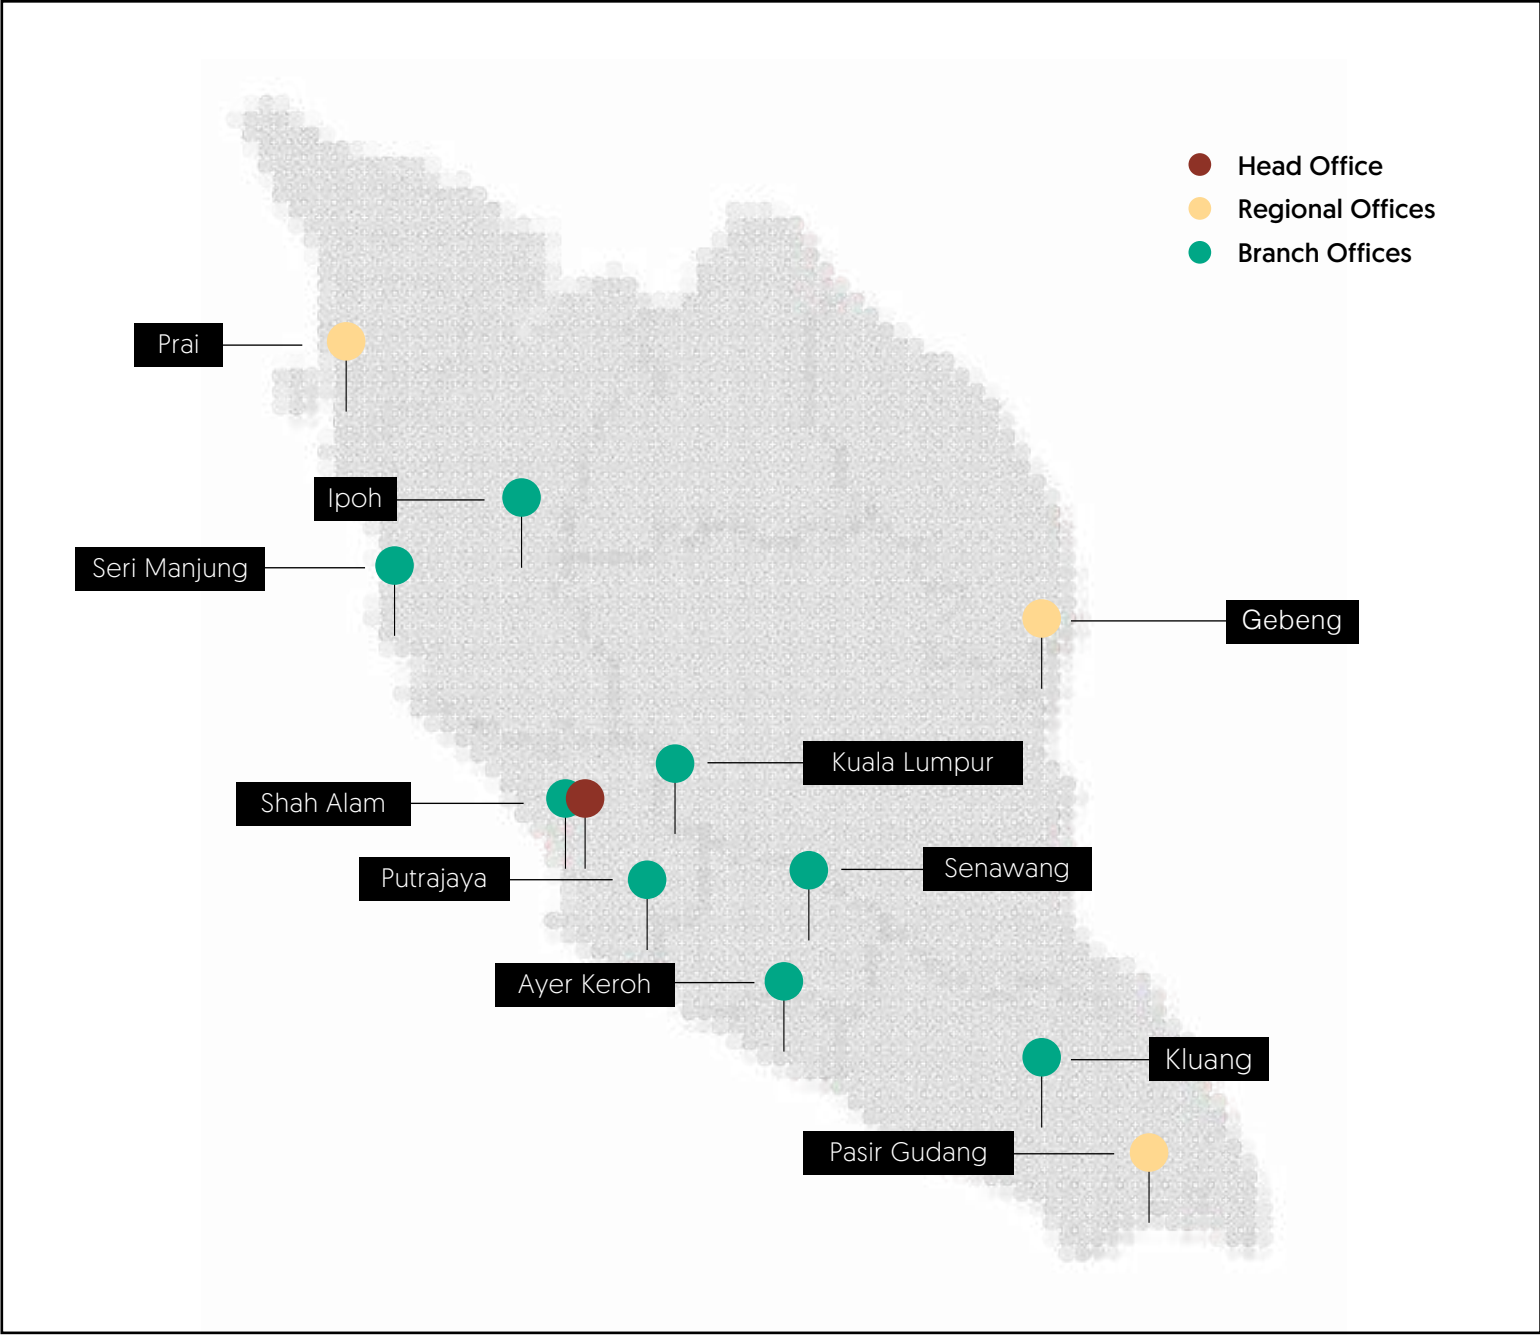 Head Office
Regional Offices
Branch Offices
Prai
Ipoh
Seri Manjung
Gebeng
Kuala Lumpur
Shah Alam
Senawang
Putrajaya
Ayer Keroh
Kluang
Pasir Gudang